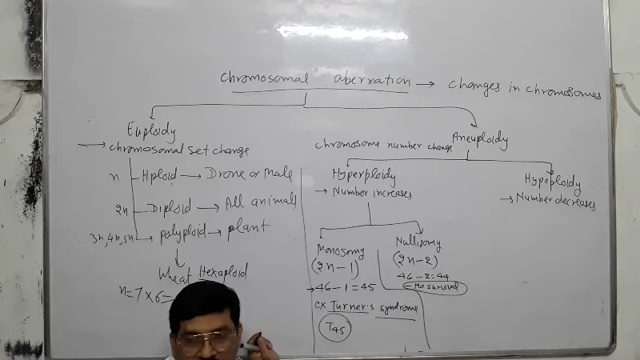 Chromosomal aberration → Changes in Chromosomes
Euploidy
→ chromosomal set change
n Hploid → Drone or Male
2n Diploid → All animals
3n, 4n, 5n → polyploid → plant
Wheat Hexaploid
n=7×6=
Aneuploidy
chromosome number change
Hyperploidy
→ Number increases
Hypoploidy
→ Number decreases
Monosomy
(2n-1)
→ 46-1=45
ex Turner's syndrome
Nullisomy
(2n-2)
46-2=44
No survival